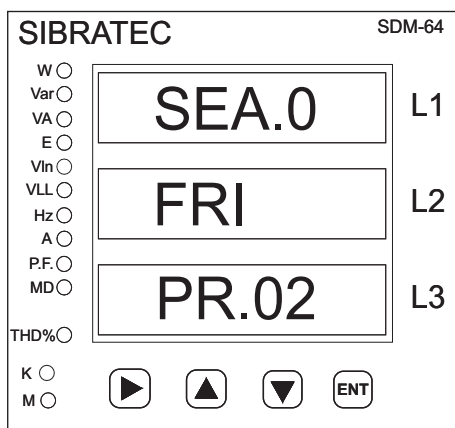 SIBRATEC SDM-64
W
Var
VA
E
Vln
VLL
Hz
A
P.F.
MD
THD%
K
M
SEA.0 L1
FRI L2
PR.02 L3
ENT